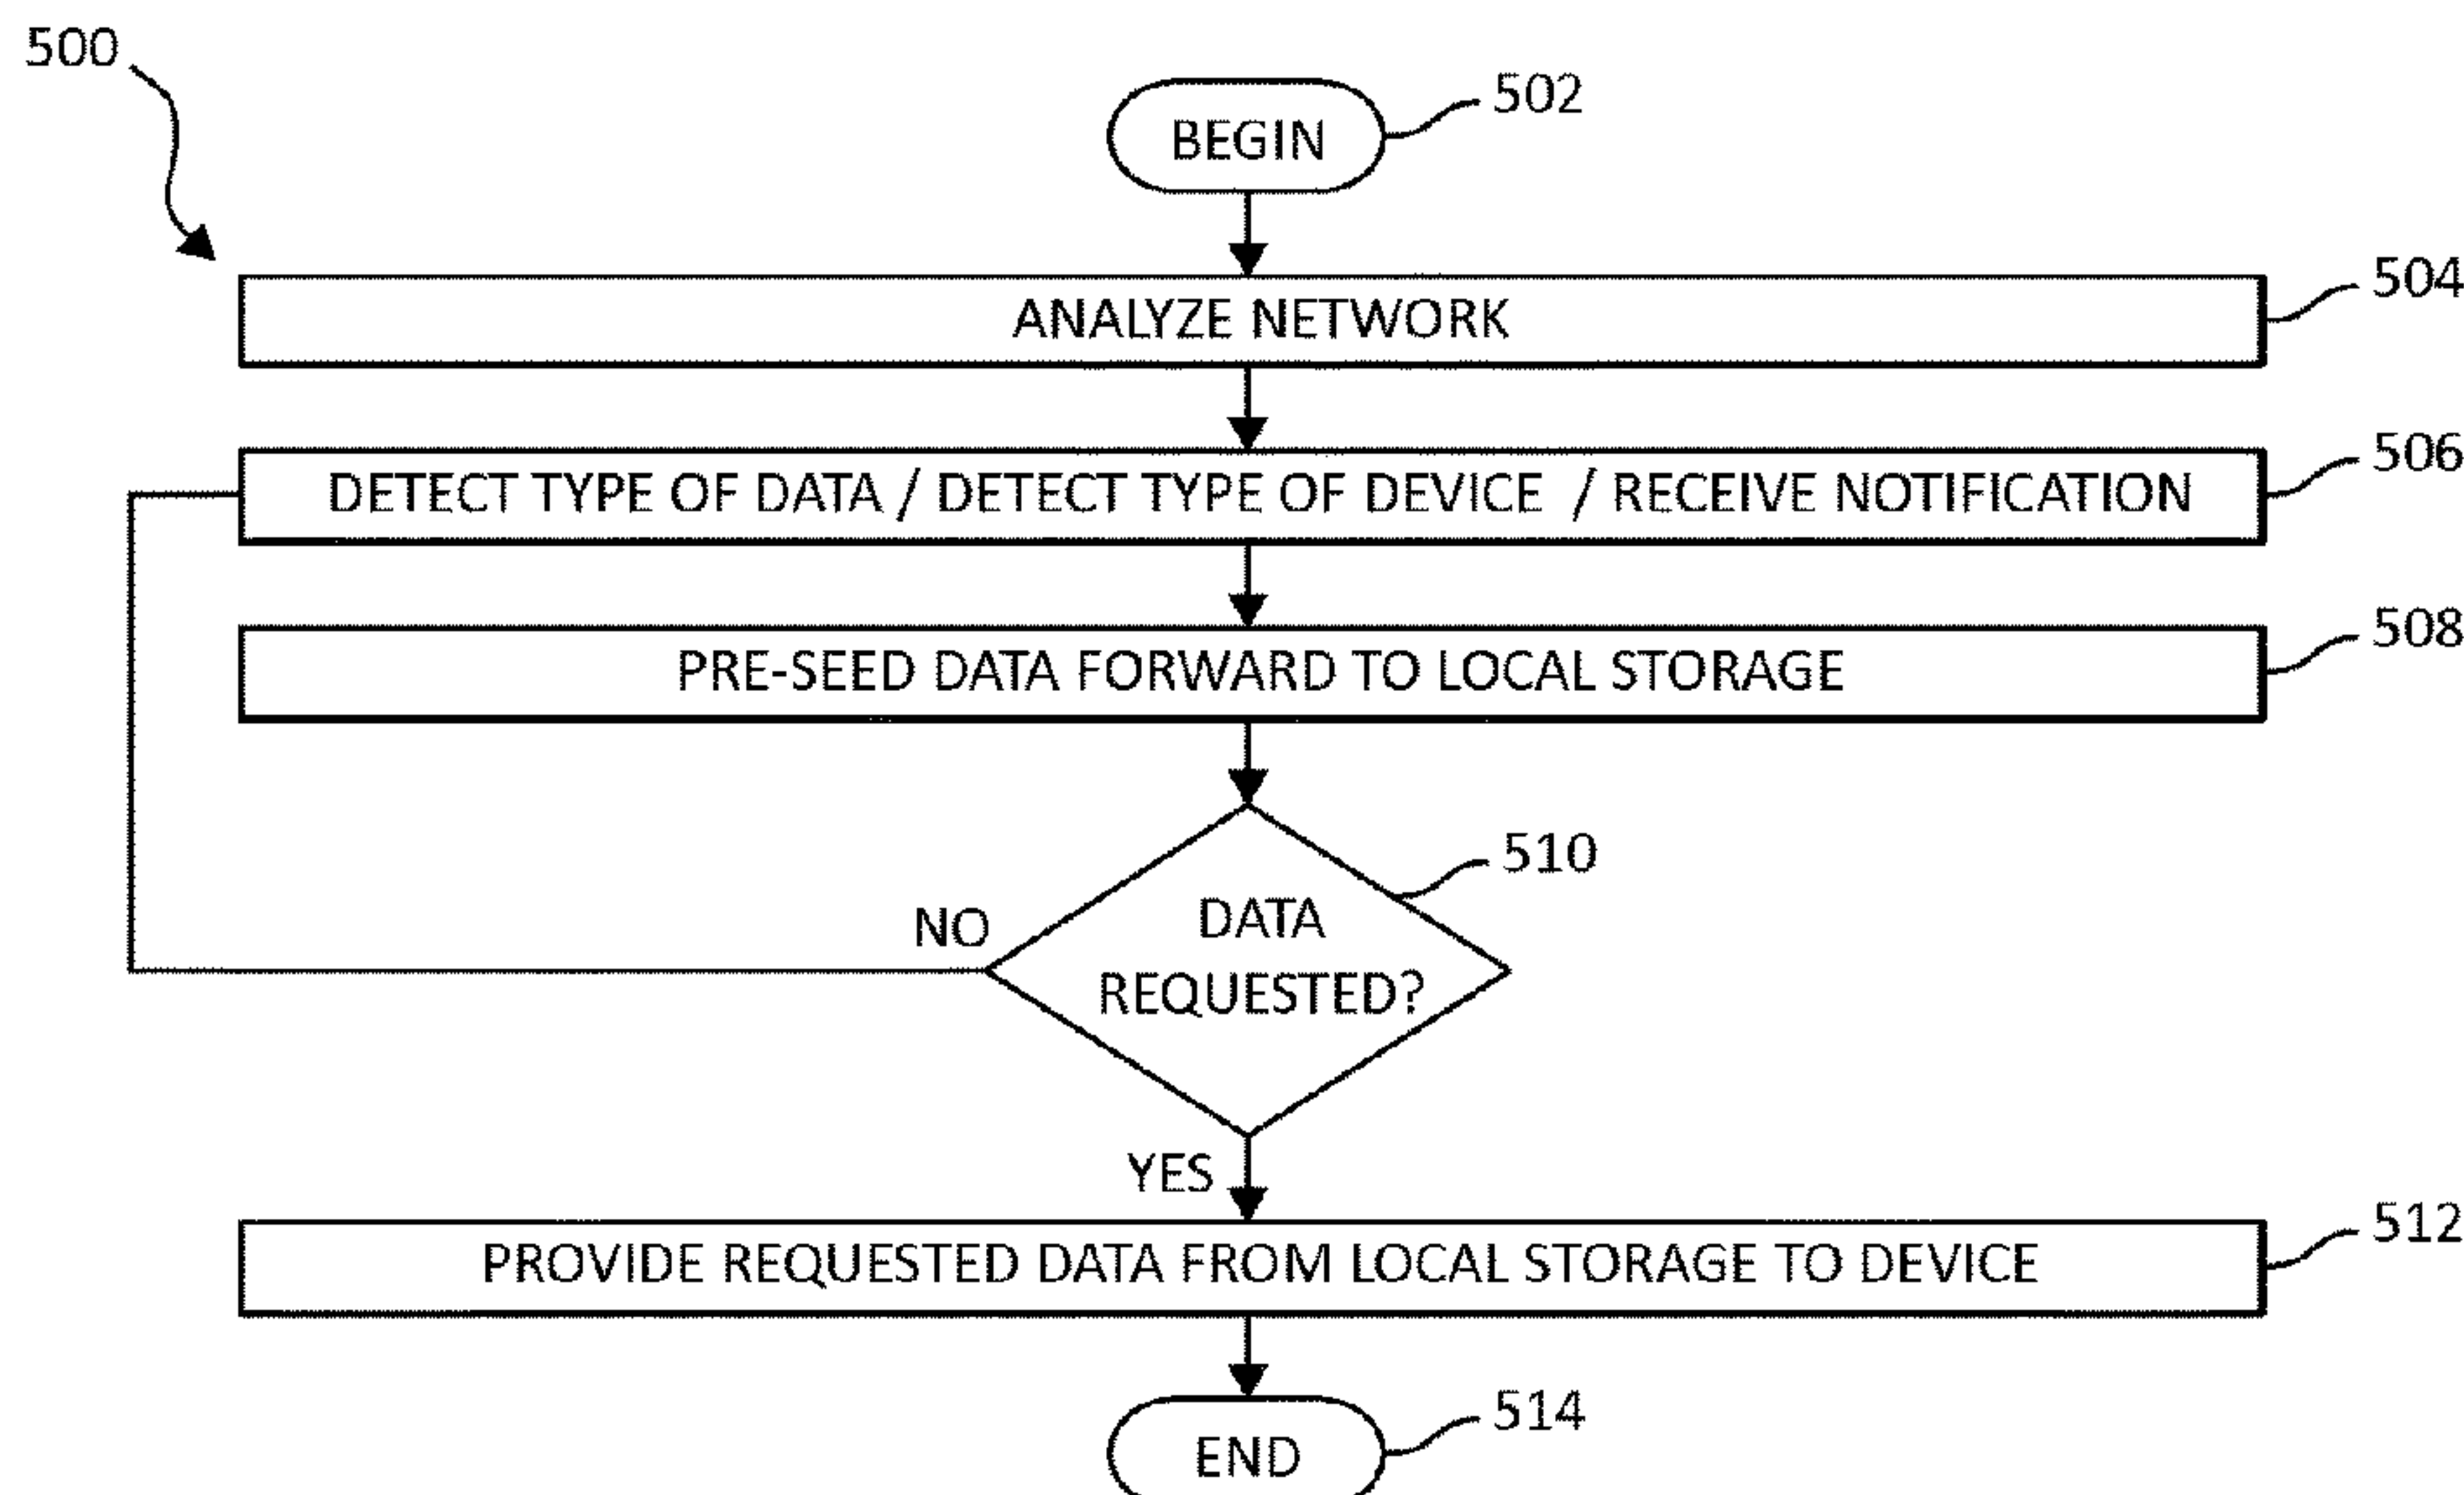 500
BEGIN
502
ANALYZE NETWORK
504
DETECT TYPE OF DATA / DETECT TYPE OF DEVICE / RECEIVE NOTIFICATION
506
PRE-SEED DATA FORWARD TO LOCAL STORAGE
508
DATA
REQUESTED?
510
NO
YES
PROVIDE REQUESTED DATA FROM LOCAL STORAGE TO DEVICE
512
END
514